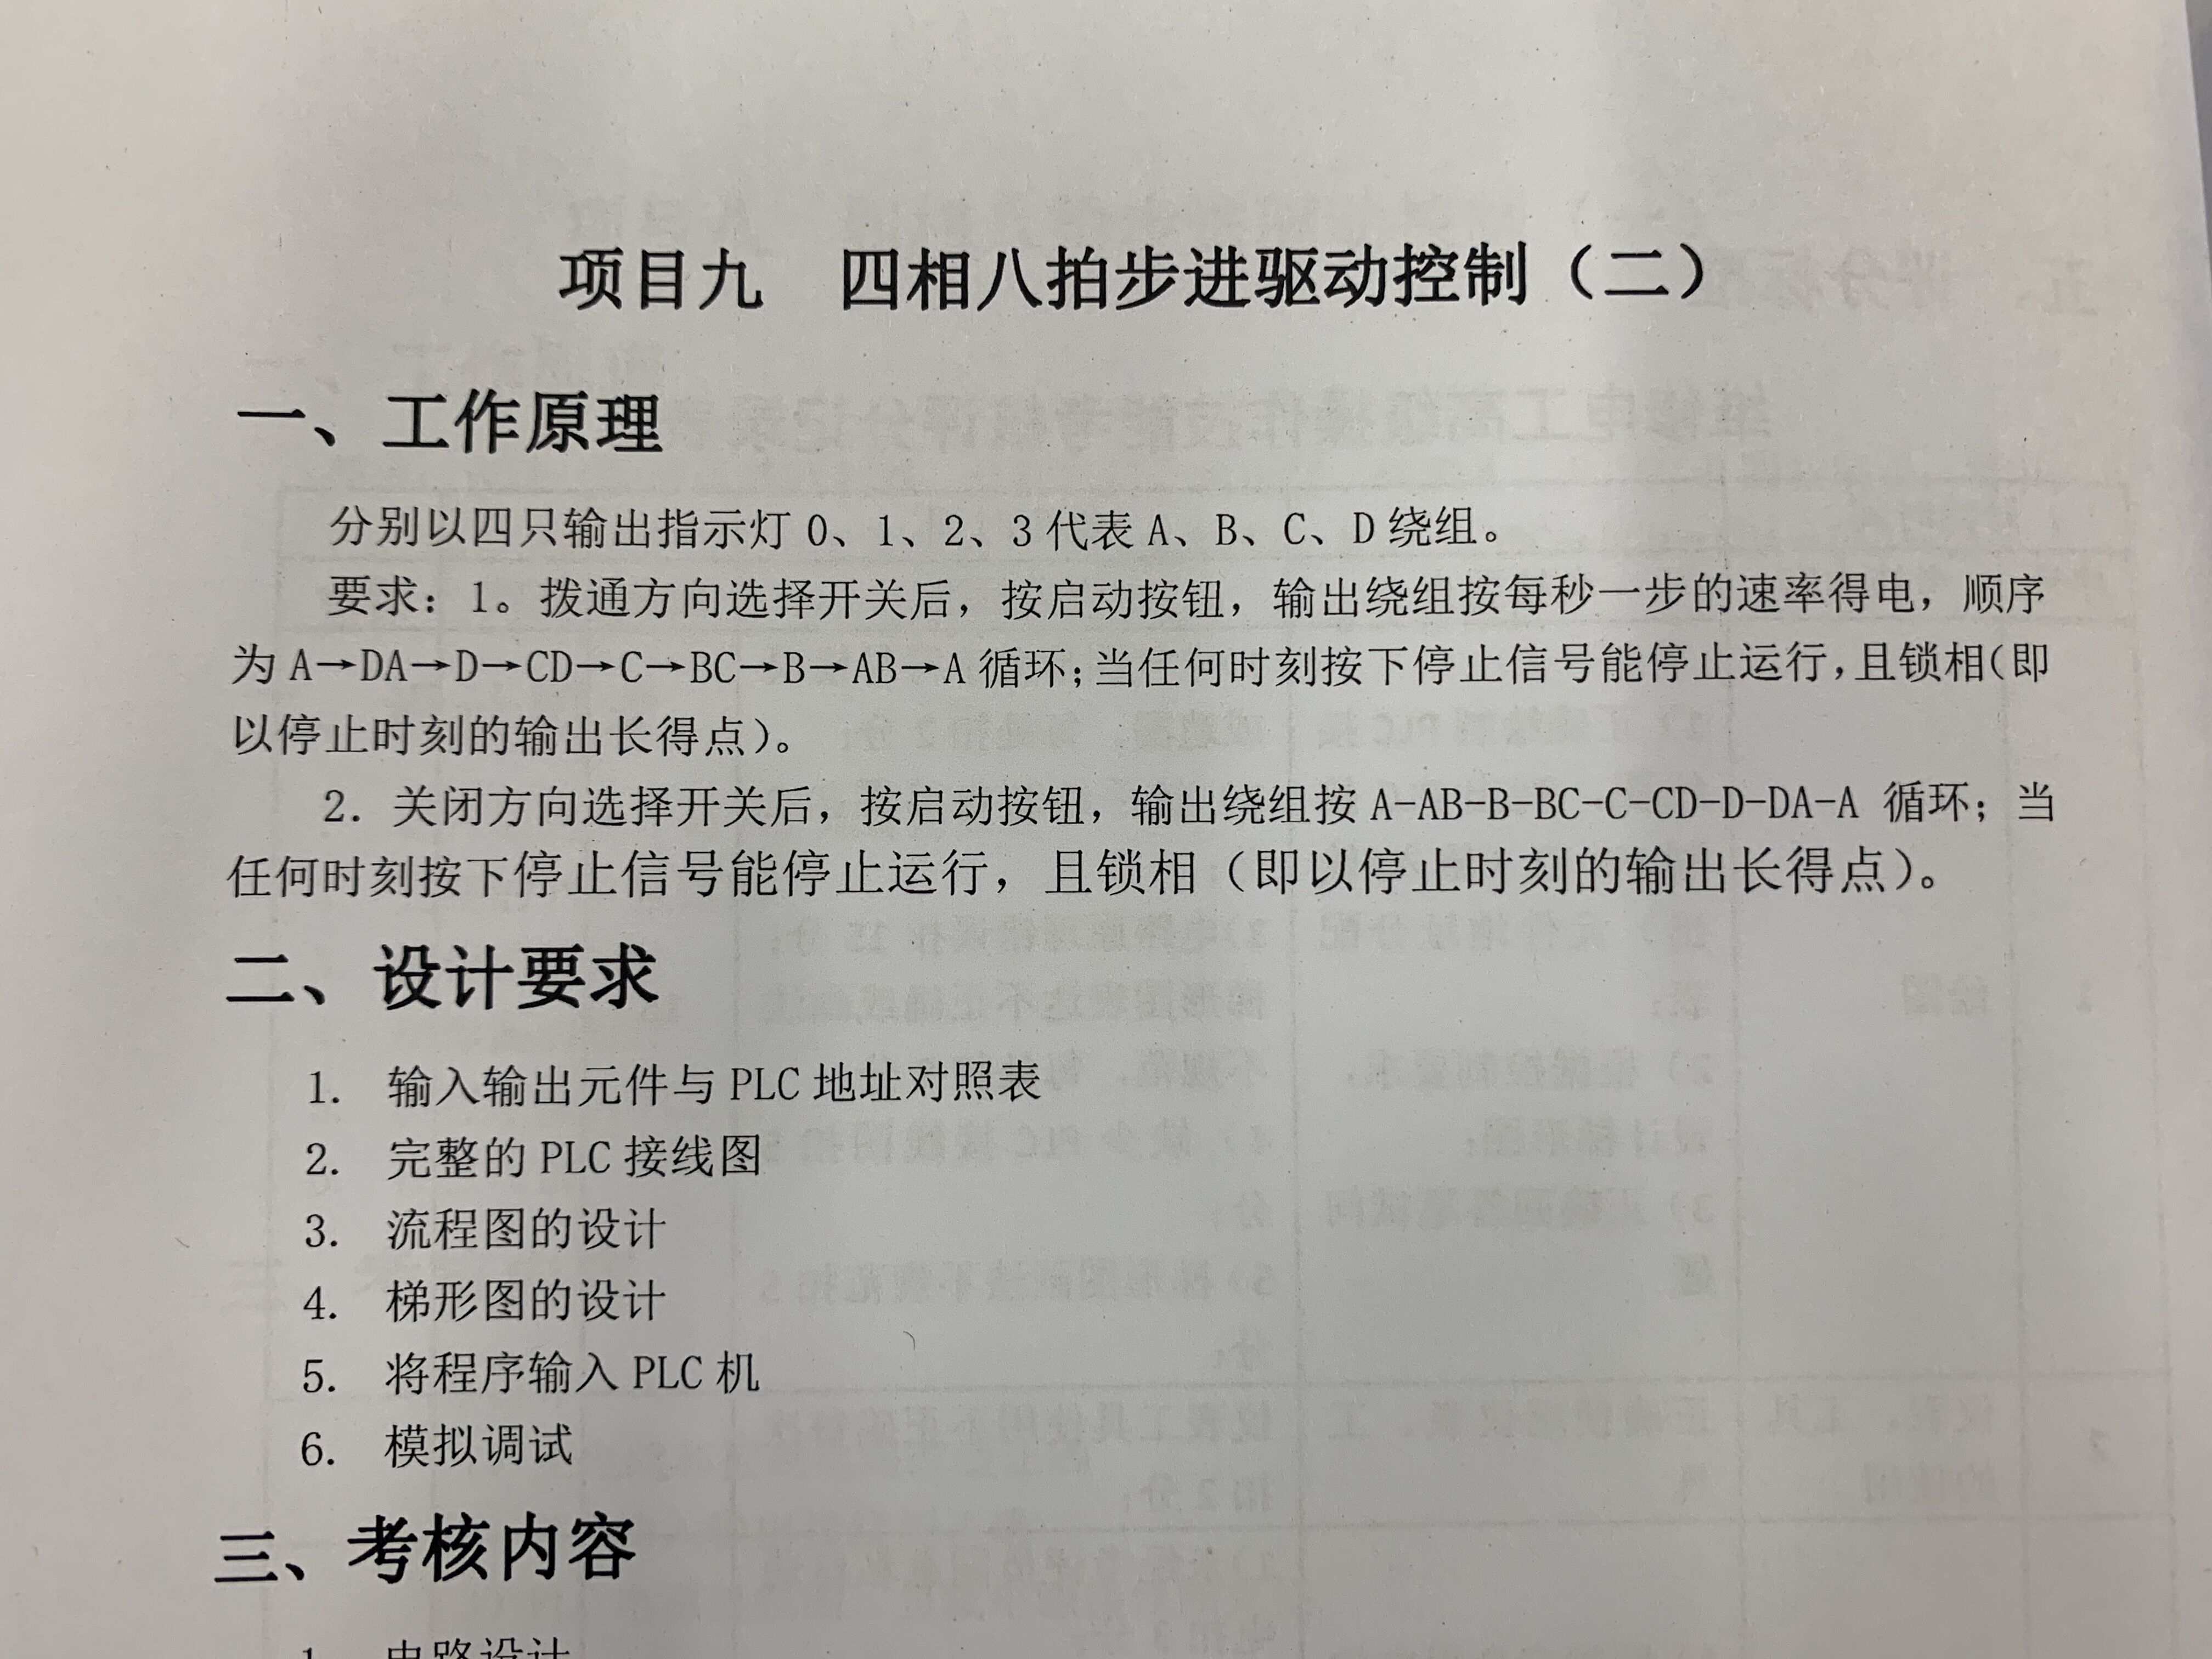 项目九 四相八拍步进驱动控制（二）
一、工作原理
分别以四只输出指示灯 0、1、2、3 代表 A、B、C、D 绕组。
要求：1。拨通方向选择开关后，按启动按钮，输出绕组按每秒一步的速率得电，顺序
为 A→DA→D→CD→C→BC→B→AB→A 循环；当任何时刻按下停止信号能停止运行，且锁相（即
以停止时刻的输出长得点）。
2. 关闭方向选择开关后，按启动按钮，输出绕组按 A-AB-B-BC-C-CD-D-DA-A 循环；当
任何时刻按下停止信号能停止运行，且锁相（即以停止时刻的输出长得点）。
二、设计要求
1. 输入输出元件与 PLC 地址对照表
2. 完整的 PLC 接线图
3. 流程图的设计
4. 梯形图的设计
5. 将程序输入 PLC 机
6. 模拟调试
三、考核内容
1. 电路设计